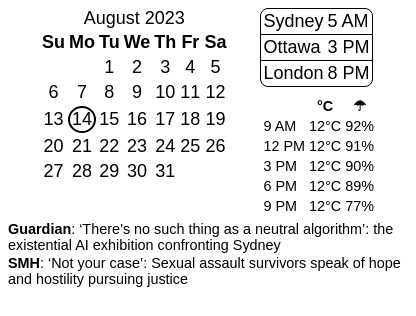 August 2023
Su Mo Tu We Th Fr Sa
1 2 3 4 5
6 7 8 9 10 11 12
13 14 15 16 17 18 19
20 21 22 23 24 25 26
27 28 29 30 31
Sydney 5 AM
Ottawa 3 PM
London 8 PM
°C ☂
9 AM 12°C 92%
12 PM 12°C 91%
3 PM 12°C 90%
6 PM 12°C 89%
9 PM 12°C 77%
Guardian: ‘There’s no such thing as a neutral algorithm’: the
existential AI exhibition confronting Sydney
SMH: ‘Not your case’: Sexual assault survivors speak of hope
and hostility pursuing justice